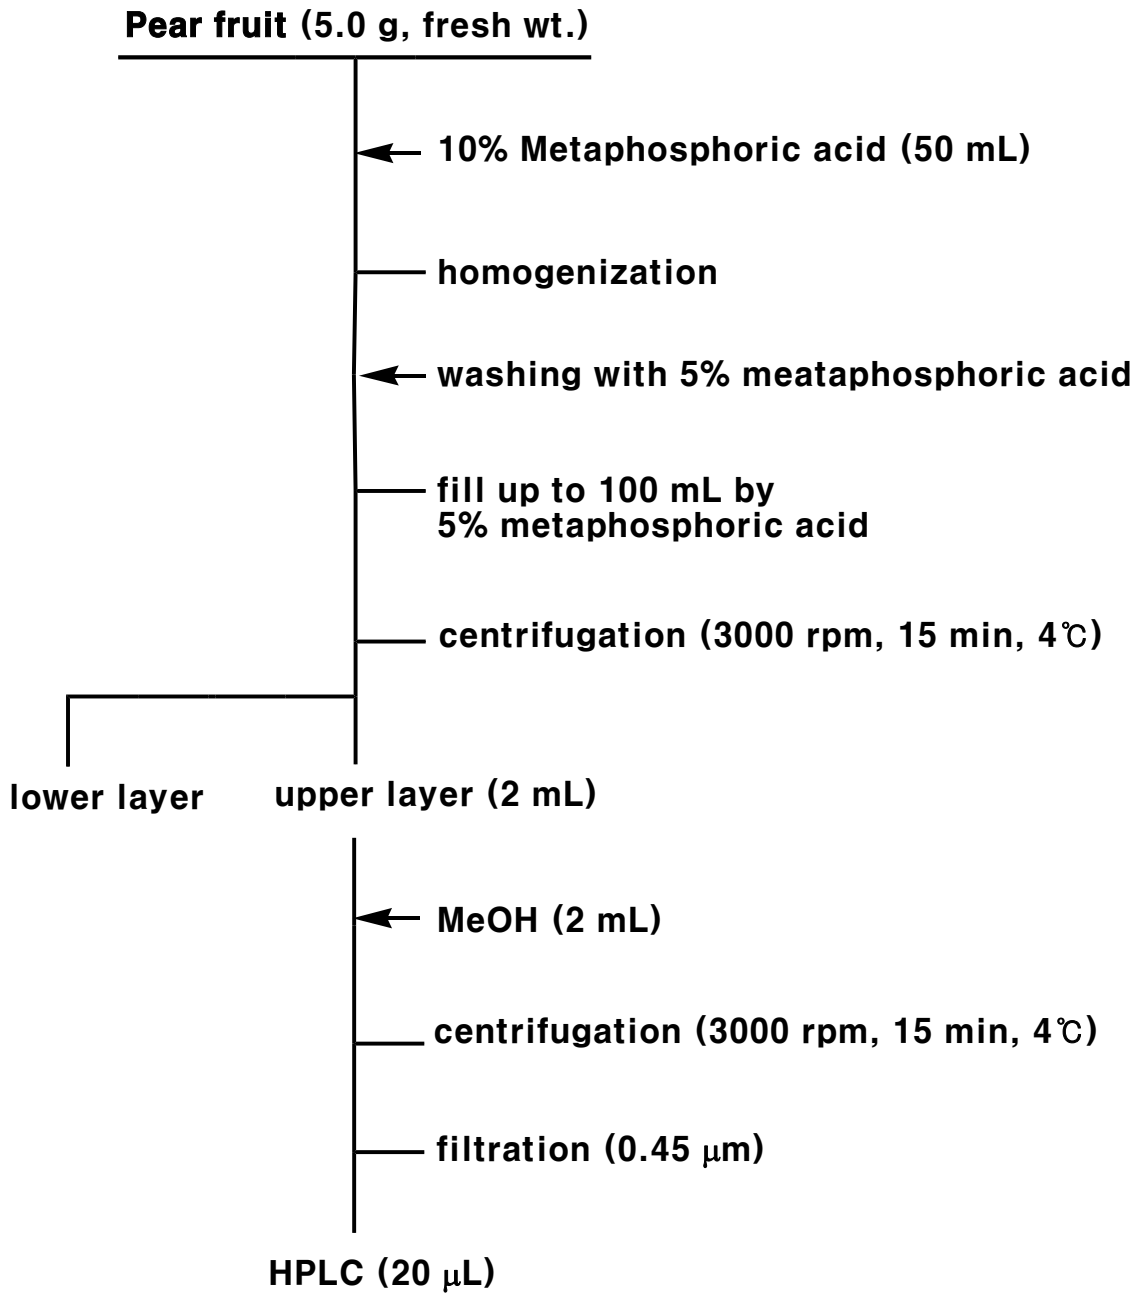 Pear fruit (5.0 g, fresh wt.)
10% Metaphosphoric acid (50 mL)
homogenization
washing with 5% meataphosphoric acid
fill up to 100 mL by
5% metaphosphoric acid
centrifugation (3000 rpm, 15 min, 4℃)
lower layer
upper layer (2 mL)
MeOH (2 mL)
centrifugation (3000 rpm, 15 min, 4℃)
filtration (0.45 μm)
HPLC (20 μL)